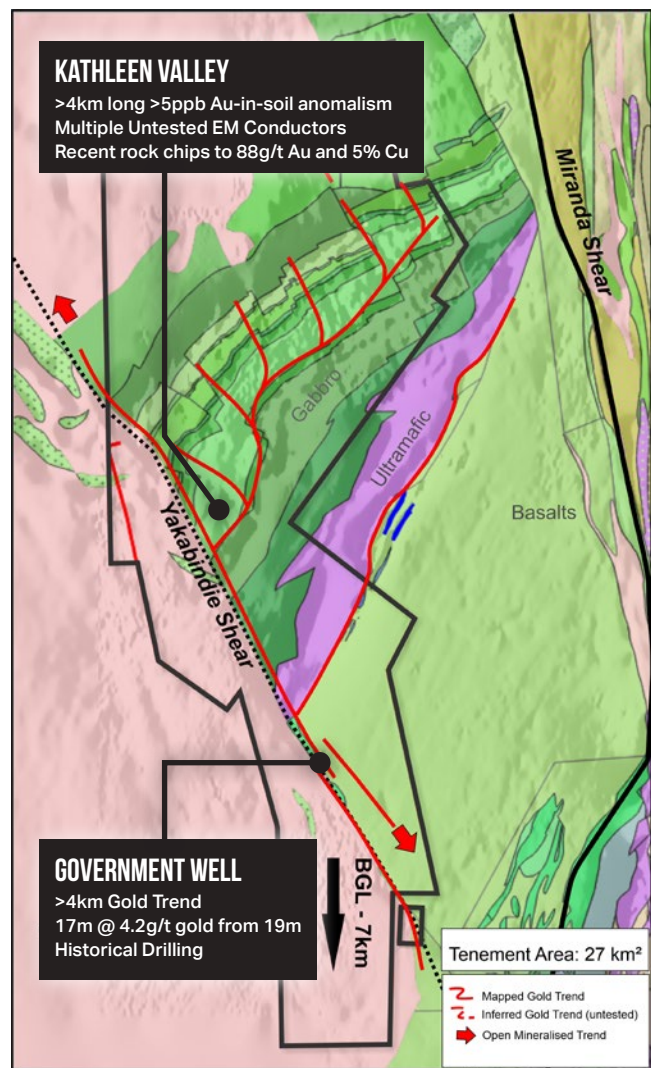 KATHLEEN VALLEY
>4km long >5ppb Au-in-soil anomalism
Multiple Untested EM Conductors
Recent rock chips to 88g/t Au and 5% Cu
Miranda Shear
Gabbro
Ultramafic
Basalts
Yakabindie Shear
GOVERNMENT WELL
>4km Gold Trend
17m @ 4.2g/t gold from 19m
Historical Drilling
BGL - 7km
Tenement Area: 27 km²
Mapped Gold Trend
Inferred Gold Trend (untested)
Open Mineralised Trend